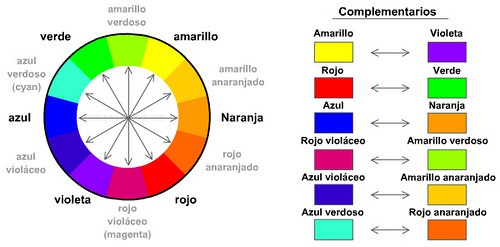 amarillo
verdoso
verde
amarillo
azul
verdoso
(cyan)
amarillo
anaranjado
azul
Naranja
azul
violáceo
rojo
anaranjado
violeta
rojo
rojo
violáceo
(magenta)
Complementarios
Amarillo Violeta
Rojo Verde
Azul Naranja
Rojo violáceo Amarillo verdoso
Azul violáceo Amarillo anaranjado
Azul verdoso Rojo anaranjado